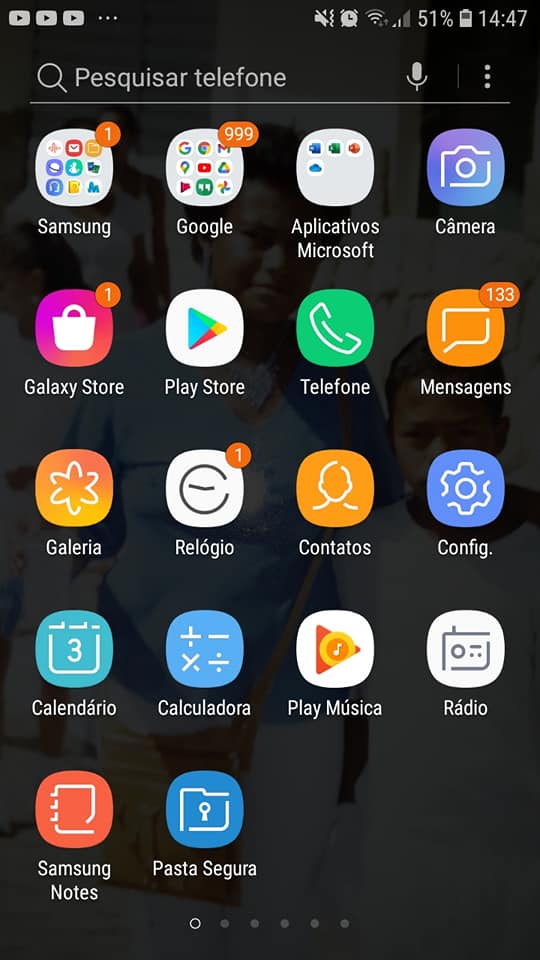 51% 14:47
Pesquisar telefone
1 999
Samsung Google Aplicativos Microsoft Câmera
1 133
Galaxy Store Play Store Telefone Mensagens
1
Galeria Relógio Contatos Config.
3
Calendário Calculadora Play Música Rádio
Samsung Notes Pasta Segura